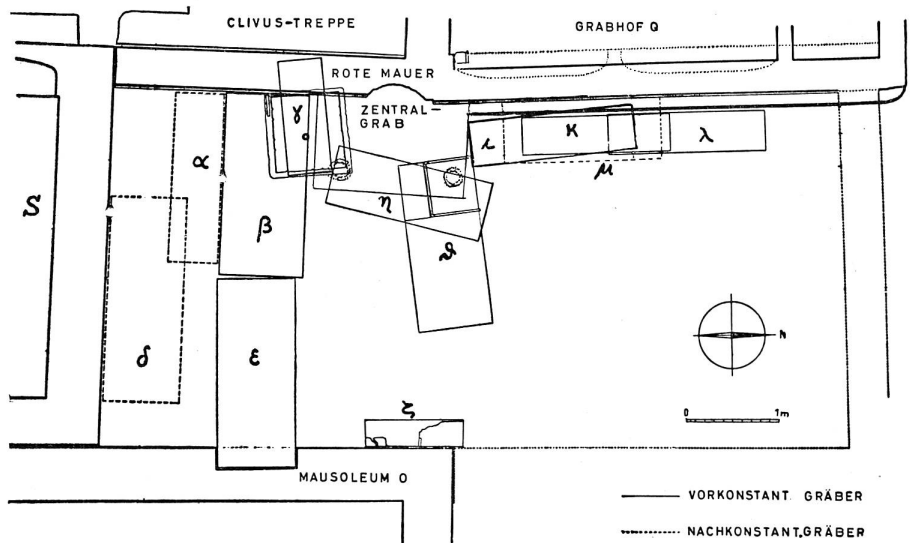 CLIVUS-TREPPE
GRABHOF Q
ROTE MAUER
ZENTRAL-
GRAB
γ
α
ι
κ
λ
μ
S
β
η
ϑ
δ
ε
N
ζ
0 1m
MAUSOLEUM O
VORKONSTANT. GRÄBER
NACHKONSTANT. GRÄBER